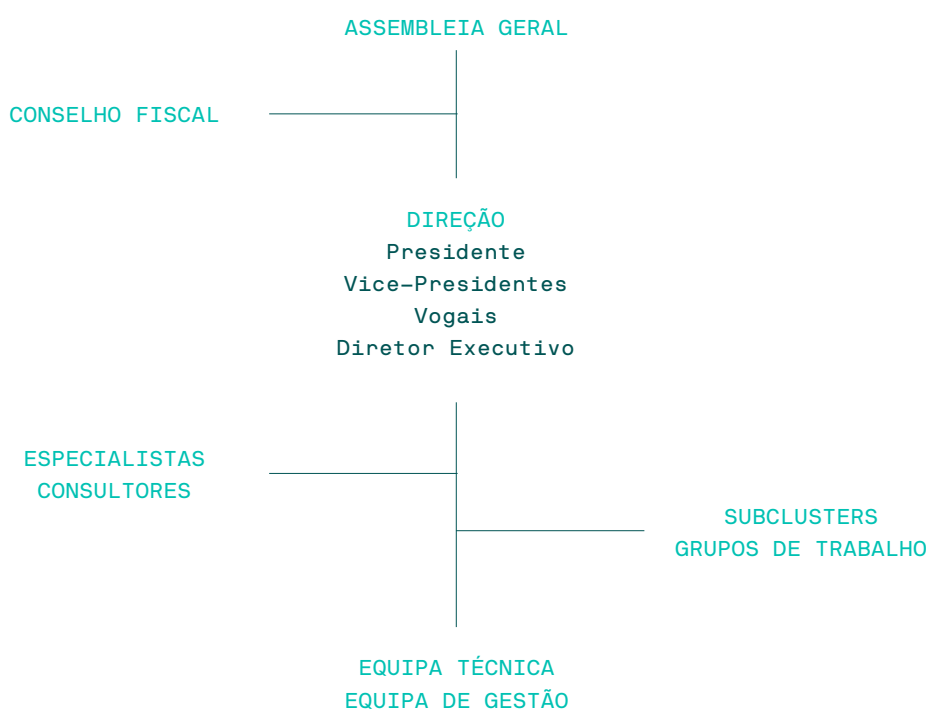 ASSEMBLEIA GERAL
CONSELHO FISCAL
DIREÇÃO
Presidente
Vice-Presidentes
Vogais
Diretor Executivo
ESPECIALISTAS
CONSULTORES
SUBCLUSTERS
GRUPOS DE TRABALHO
EQUIPA TÉCNICA
EQUIPA DE GESTÃO